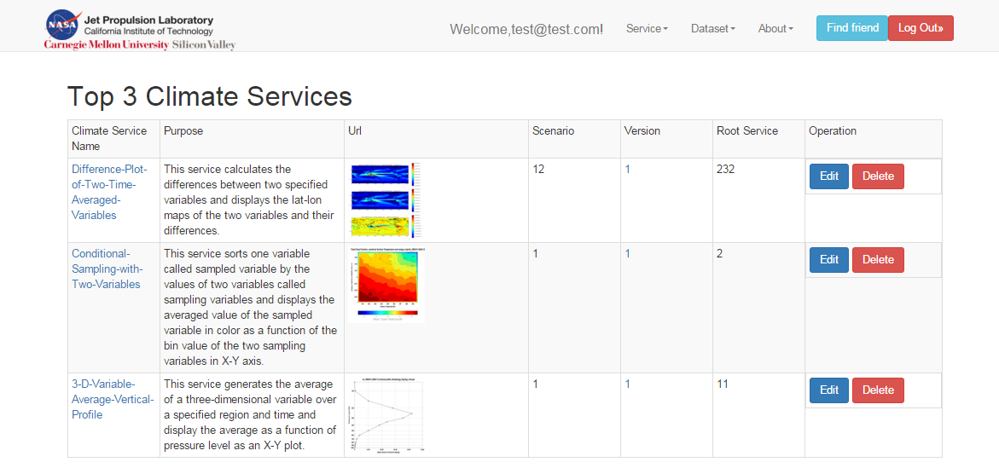 NASA
Jet Propulsion Laboratory
California Institute of Technology
Carnegie Mellon University Silicon Valley
Welcome,test@test.com!
Service
Dataset
About
Find friend
Log Out»
Top 3 Climate Services
Climate Service
Name
Purpose
Url
Scenario
Version
Root Service
Operation
Difference-Plot-
of-Two-Time-
Averaged-
Variables
This service calculates the
differences between two specified
variables and displays the lat-lon
maps of the two variables and their
differences.
12
1
232
Edit
Delete
Conditional-
Sampling-with-
Two-Variables
This service sorts one variable
called sampled variable by the
values of two variables called
sampling variables and displays the
averaged value of the sampled
variable in color as a function of the
bin value of the two sampling
variables in X-Y axis.
1
1
2
Edit
Delete
3-D-Variable-
Average-Vertical-
Profile
This service generates the average
of a three-dimensional variable over
a specified region and time and
display the average as a function of
pressure level as an X-Y plot.
1
1
11
Edit
Delete